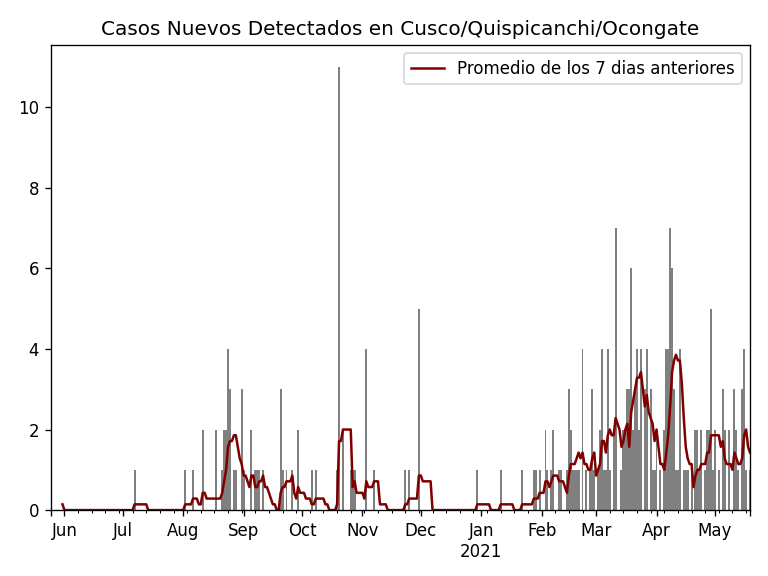 Casos Nuevos Detectados en Cusco/Quispicanchi/Ocongate
Promedio de los 7 dias anteriores
10
8
6
4
2
0
Jun Jul Aug Sep Oct Nov Dec Jan Feb Mar Apr May
2021